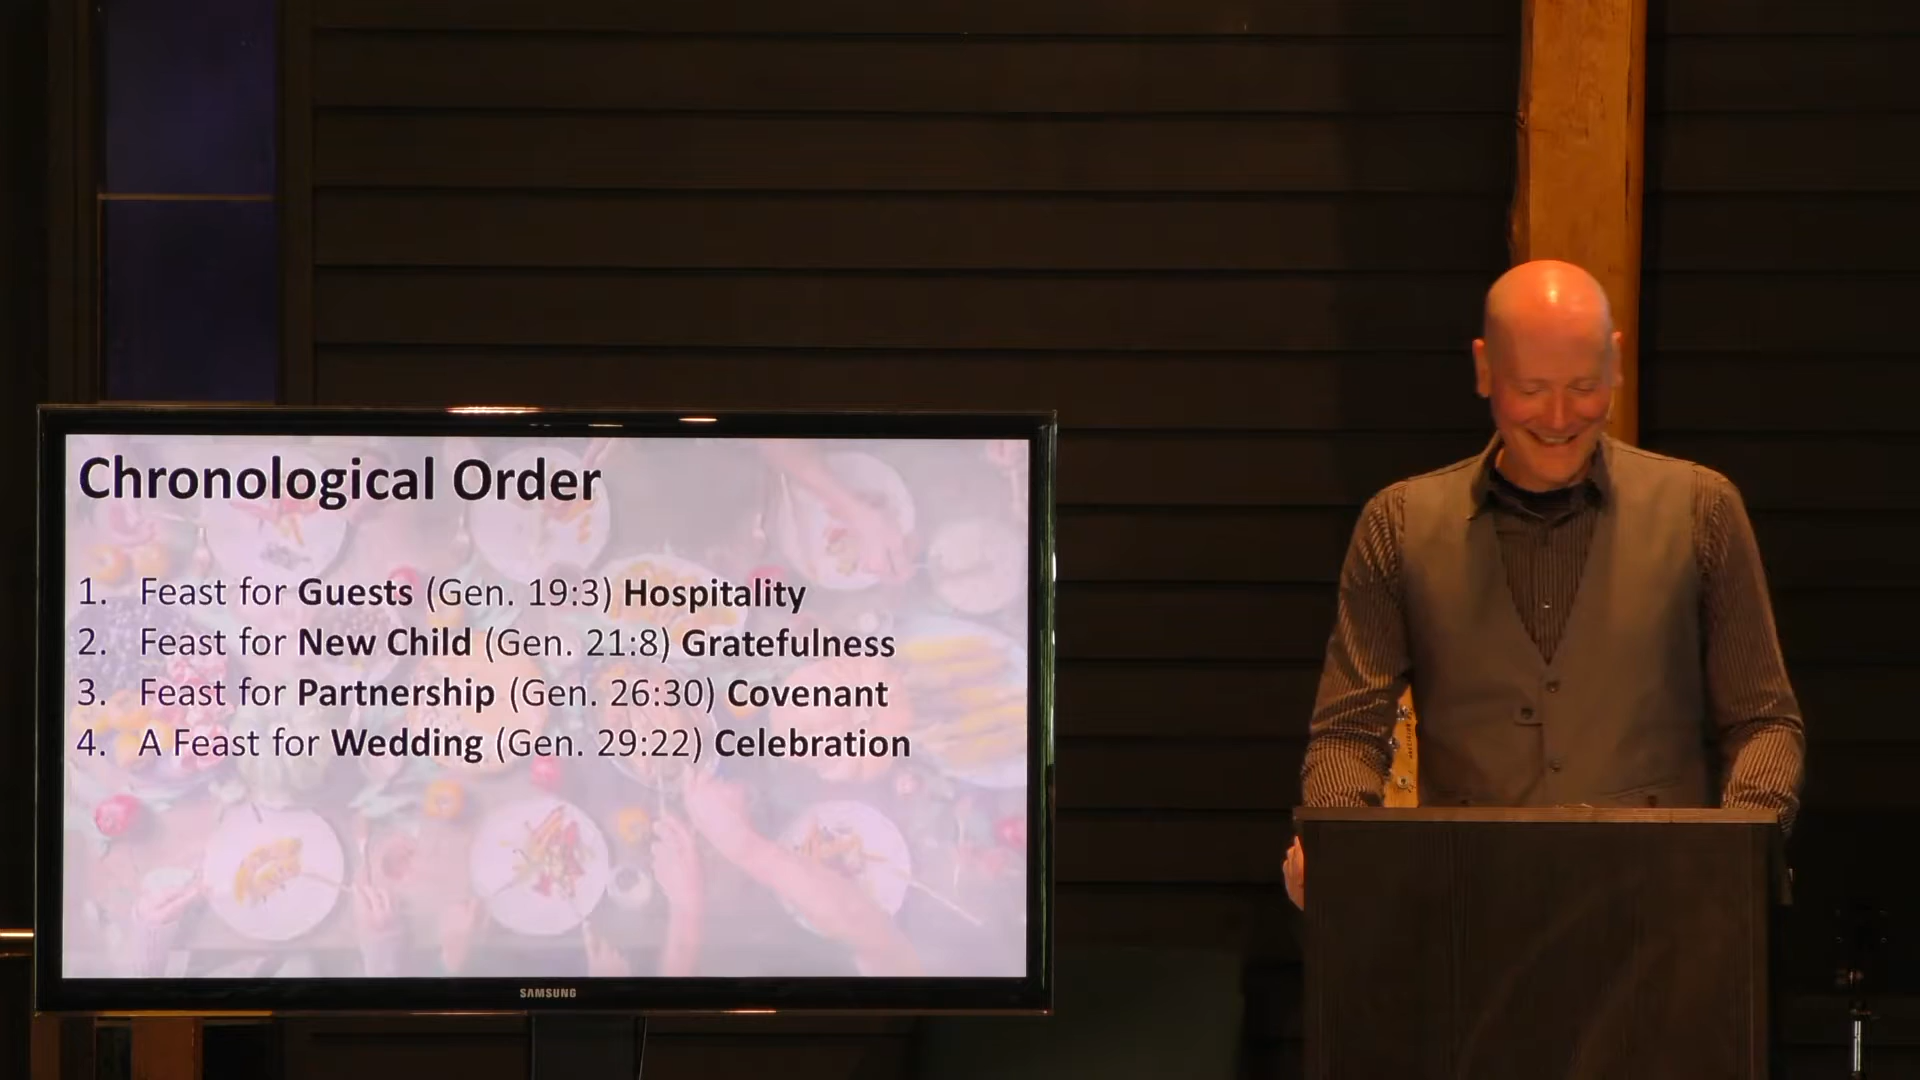 Chronological Order
1. Feast for Guests (Gen. 19:3) Hospitality
2. Feast for New Child (Gen. 21:8) Gratefulness
3. Feast for Partnership (Gen. 26:30) Covenant
4. A Feast for Wedding (Gen. 29:22) Celebration
SAMSUNG